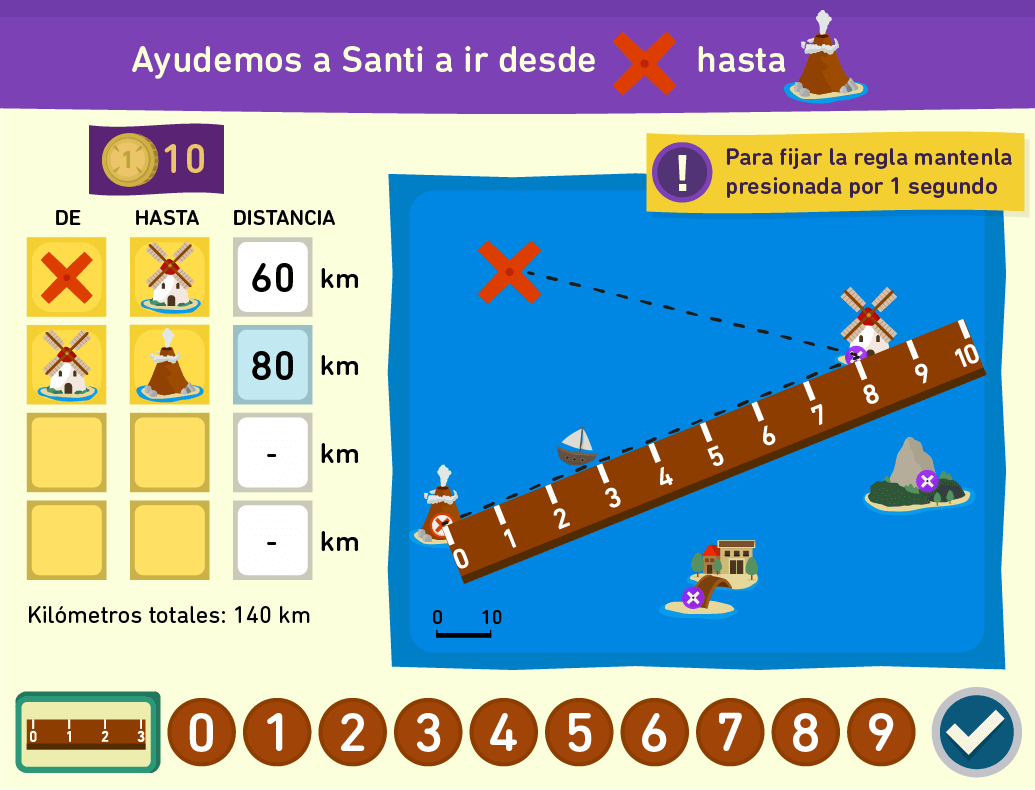 Ayudemos a Santi a ir desde hasta
1 10
Para fijar la regla mantenla
presionada por 1 segundo
DE HASTA DISTANCIA
60 km
80 km
- km
- km
Kilómetros totales: 140 km
0 1 2 3 4 5 6 7 8 9 10
0 10
0 1 2 3
0 1 2 3 4 5 6 7 8 9